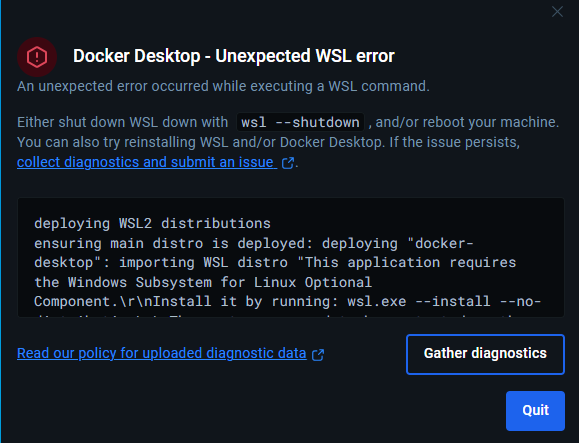 Docker Desktop - Unexpected WSL error
An unexpected error occurred while executing a WSL command.
Either shut down WSL down with wsl --shutdown , and/or reboot your machine.
You can also try reinstalling WSL and/or Docker Desktop. If the issue persists,
collect diagnostics and submit an issue .
deploying WSL2 distributions
ensuring main distro is deployed: deploying "docker-
desktop": importing WSL distro "This application requires
the Windows Subsystem for Linux Optional
Component.\r\nInstall it by running: wsl.exe --install --no-
Read our policy for uploaded diagnostic data
Gather diagnostics
Quit